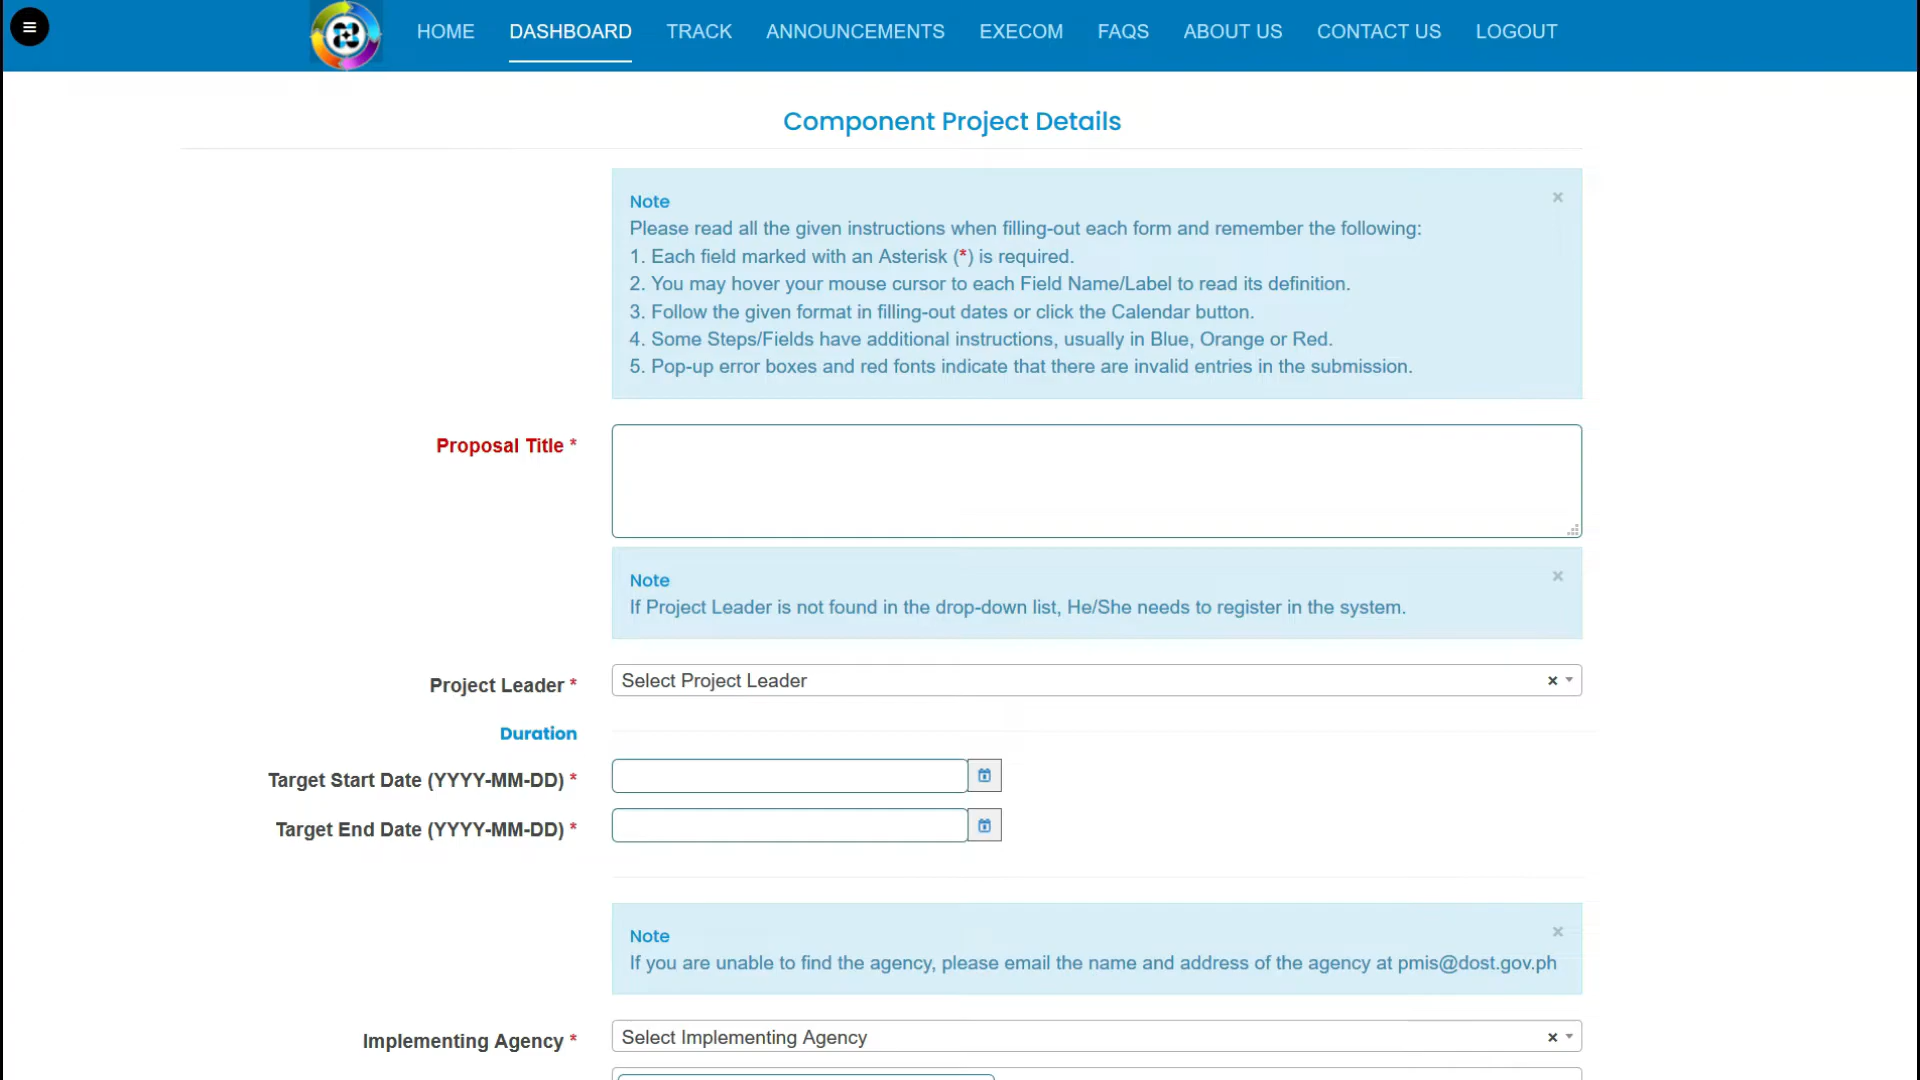 HOME DASHBOARD TRACK ANNOUNCEMENTS EXECOM FAQS ABOUT US CONTACT US LOGOUT
Component Project Details
Note ×
Please read all the given instructions when filling-out each form and remember the following:
1. Each field marked with an Asterisk (*) is required.
2. You may hover your mouse cursor to each Field Name/Label to read its definition.
3. Follow the given format in filling-out dates or click the Calendar button.
4. Some Steps/Fields have additional instructions, usually in Blue, Orange or Red.
5. Pop-up error boxes and red fonts indicate that there are invalid entries in the submission.
Proposal Title *
Note ×
If Project Leader is not found in the drop-down list, He/She needs to register in the system.
Project Leader * Select Project Leader ×
Duration
Target Start Date (YYYY-MM-DD) *
Target End Date (YYYY-MM-DD) *
Note ×
If you are unable to find the agency, please email the name and address of the agency at pmis@dost.gov.ph
Implementing Agency * Select Implementing Agency ×